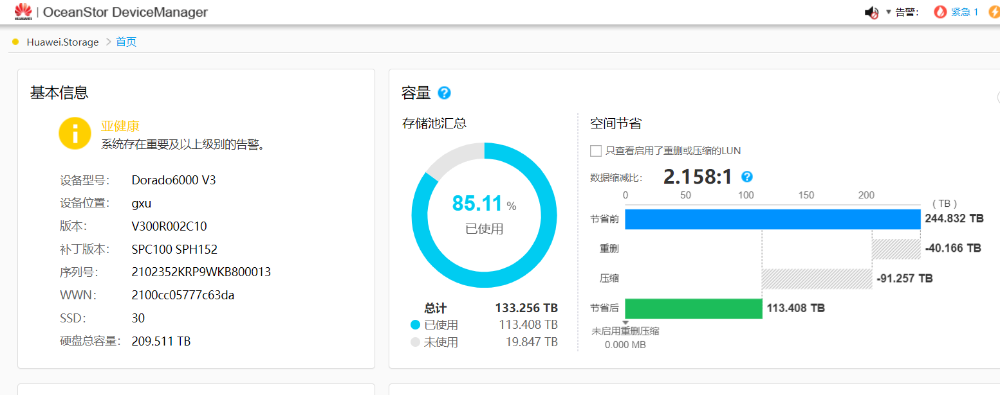 HUAWEI | OceanStor DeviceManager
告警: 紧急 1
Huawei.Storage > 首页
基本信息
亚健康
系统存在重要及以上级别的告警。
设备型号: Dorado6000 V3
设备位置: gxu
版本: V300R002C10
补丁版本: SPC100 SPH152
序列号: 2102352KRP9WKB800013
WWN: 2100cc05777c63da
SSD: 30
硬盘总容量: 209.511 TB
容量 ?
存储池汇总
85.11 %
已使用
总计 133.256 TB
已使用 113.408 TB
未使用 19.847 TB
空间节省
只查看启用了重删或压缩的LUN
数据缩减比: 2.158:1 ?
0 50 100 150 200
( TB )
节省前 244.832 TB
重删 -40.166 TB
压缩 -91.257 TB
节省后 113.408 TB
未启用重删压缩
0.000 MB